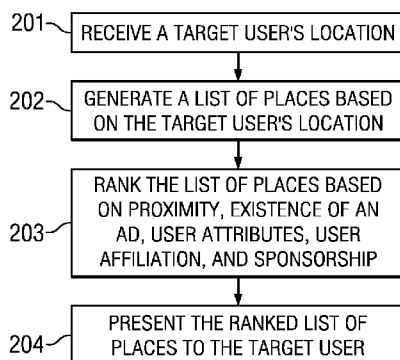 201
RECEIVE A TARGET USER'S LOCATION
202
GENERATE A LIST OF PLACES BASED
ON THE TARGET USER'S LOCATION
203
RANK THE LIST OF PLACES BASED
ON PROXIMITY, EXISTENCE OF AN
AD, USER ATTRIBUTES, USER
AFFILIATION, AND SPONSORSHIP
204
PRESENT THE RANKED LIST OF
PLACES TO THE TARGET USER